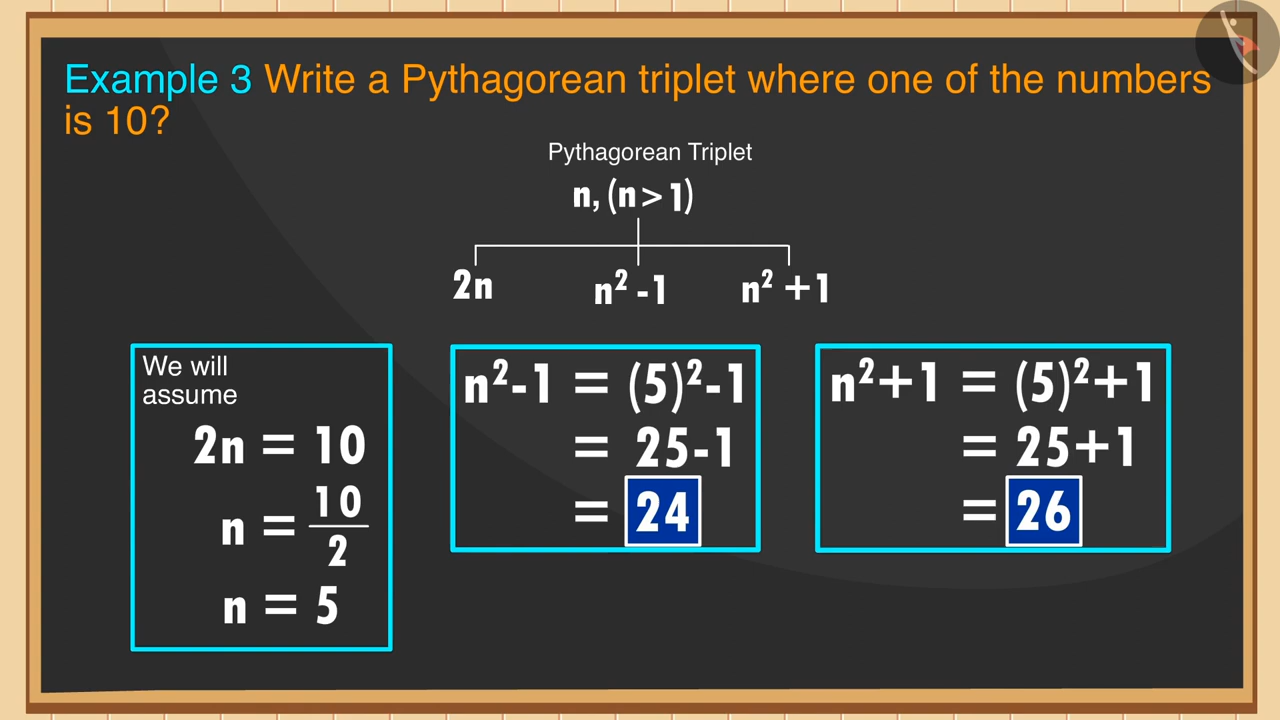 Example 3 Write a Pythagorean triplet where one of the numbers
is 10?
Pythagorean Triplet
n, (n > 1)
2n n² -1 n² +1
We will
assume
2n = 10
n = 10/2
n = 5
n²-1 = (5)²-1
= 25-1
= 24
n²+1 = (5)²+1
= 25+1
= 26